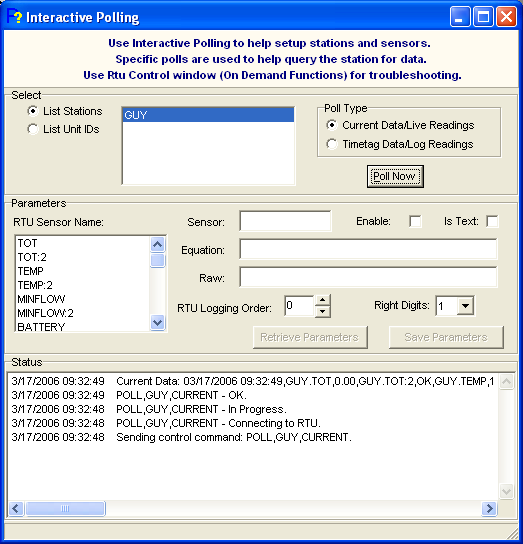 Interactive Polling
Use Interactive Polling to help setup stations and sensors.
Specific polls are used to help query the station for data.
Use Rtu Control window (On Demand Functions) for troubleshooting.
Select
List Stations
List Unit IDs
GUY
Poll Type
Current Data/Live Readings
Timetag Data/Log Readings
Poll Now
Parameters
RTU Sensor Name:
TOT
TOT:2
TEMP
TEMP:2
MINFLOW
MINFLOW:2
BATTERY
Sensor:
Enable:
Is Text:
Equation:
Raw:
RTU Logging Order: 0
Right Digits: 1
Retrieve Parameters
Save Parameters
Status
3/17/2006 09:32:49 Current Data: 03/17/2006 09:32:49,GUY.TOT,0.00,GUY.TOT:2,OK,GUY.TEMP,1
3/17/2006 09:32:49 POLL,GUY,CURRENT - OK.
3/17/2006 09:32:48 POLL,GUY,CURRENT - In Progress.
3/17/2006 09:32:48 POLL,GUY,CURRENT - Connecting to RTU.
3/17/2006 09:32:48 Sending control command: POLL,GUY,CURRENT.